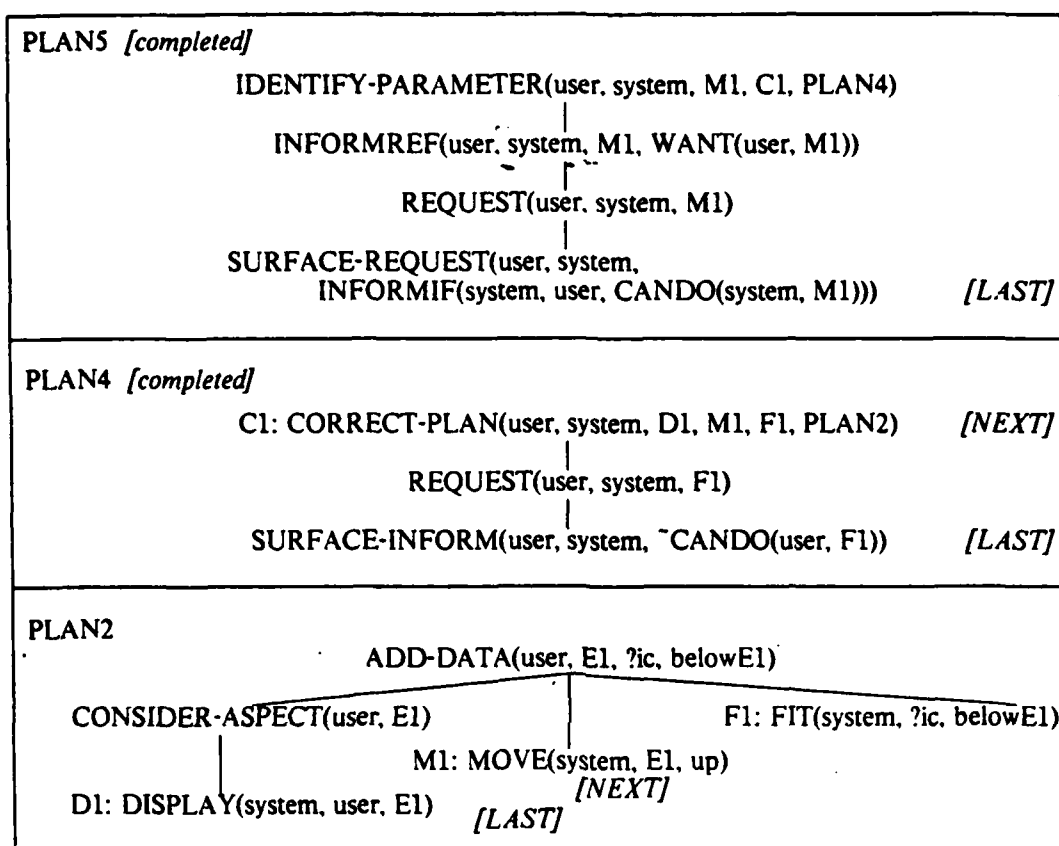 PLAN5 [completed]
IDENTIFY-PARAMETER(user, system, M1, C1, PLAN4)
INFORMREF(user, system, M1, WANT(user, M1))
REQUEST(user, system, M1)
SURFACE-REQUEST(user, system,
INFORMIF(system, user, CANDO(system, M1))) [LAST]
PLAN4 [completed]
C1: CORRECT-PLAN(user, system, D1, M1, F1, PLAN2) [NEXT]
REQUEST(user, system, F1)
SURFACE-INFORM(user, system, ~CANDO(user, F1)) [LAST]
PLAN2
ADD-DATA(user, E1, ?ic, belowE1)
CONSIDER-ASPECT(user, E1) F1: FIT(system, ?ic, belowE1)
M1: MOVE(system, E1, up)
[NEXT]
D1: DISPLAY(system, user, E1) [LAST]